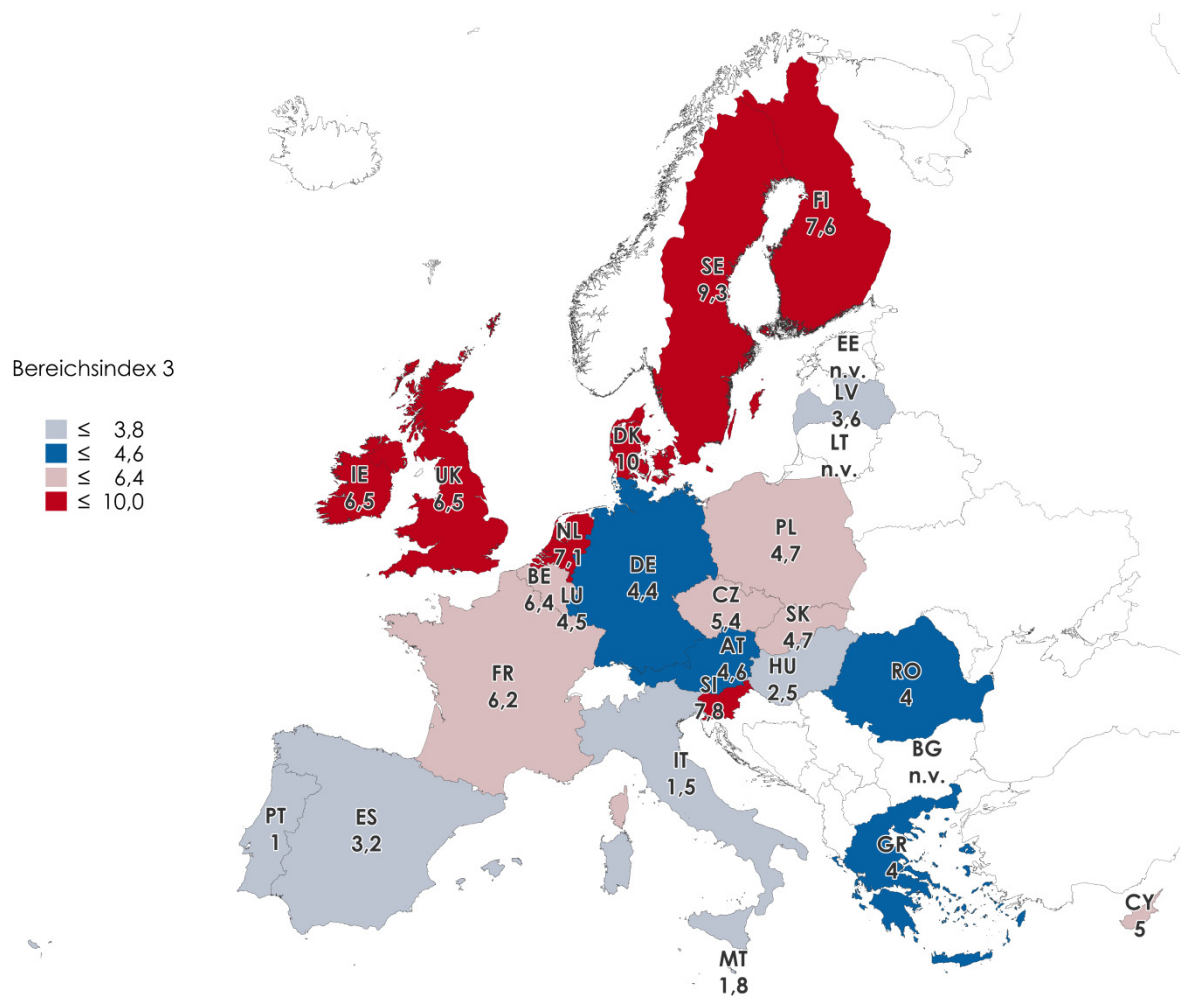 Bereichsindex 3
≤ 3,8
≤ 4,6
≤ 6,4
≤ 10,0
FI
7,6
SE
9,3
EE
n.v.
LV
3,6
LT
n.v.
DK
10
IE
6,5
UK
6,5
NL
7,1
BE
6,4
LU
4,5
DE
4,4
PL
4,7
CZ
5,4
SK
4,7
AT
4,6
HU
2,5
SI
7,8
RO
4
FR
6,2
BG
n.v.
IT
1,5
PT
1
ES
3,2
GR
4
CY
5
MT
1,8